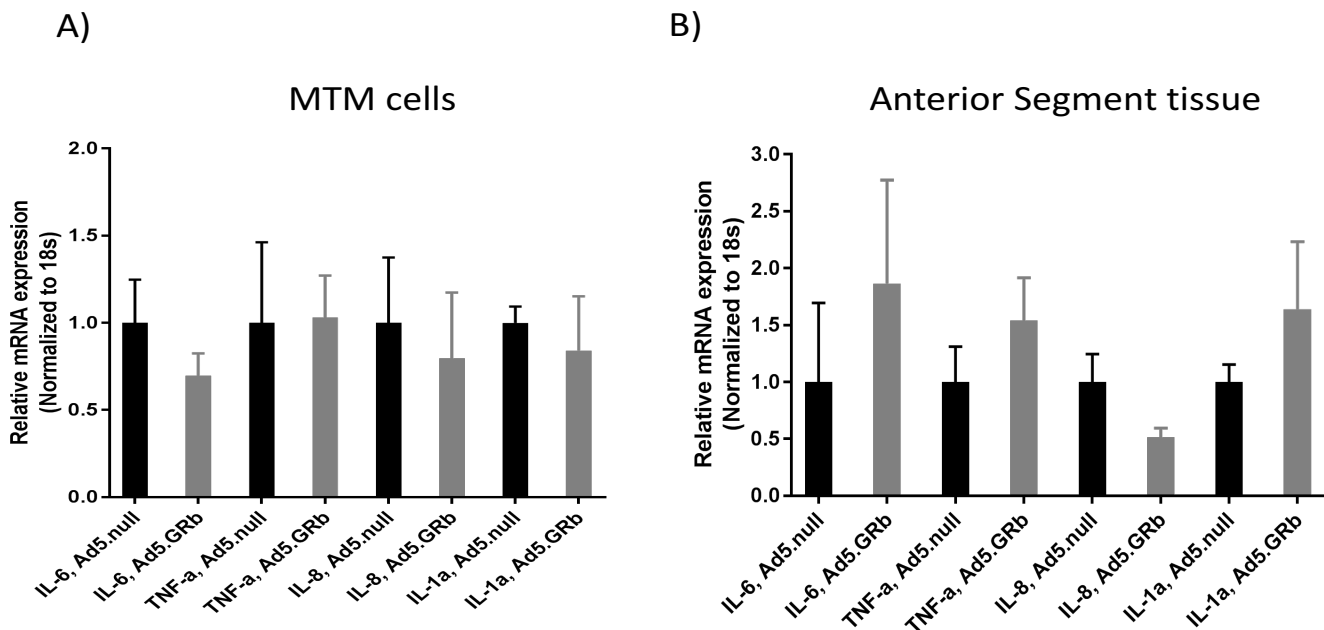 A)
MTM cells
Relative mRNA expression
(Normalized to 18s)
2.0
1.5
1.0
0.5
0.0
IL-6, Ad5.null
IL-6, Ad5.GRb
TNF-a, Ad5.null
TNF-a, Ad5.GRb
IL-8, Ad5.null
IL-8, Ad5.GRb
IL-1a, Ad5.null
IL-1a, Ad5.GRb
B)
Anterior Segment tissue
Relative mRNA expression
(Normalized to 18s)
3.0
2.5
2.0
1.5
1.0
0.5
0.0
IL-6, Ad5.null
IL-6, Ad5.GRb
TNF-a, Ad5.null
TNF-a, Ad5.GRb
IL-8, Ad5.null
IL-8, Ad5.GRb
IL-1a, Ad5.null
IL-1a, Ad5.GRb